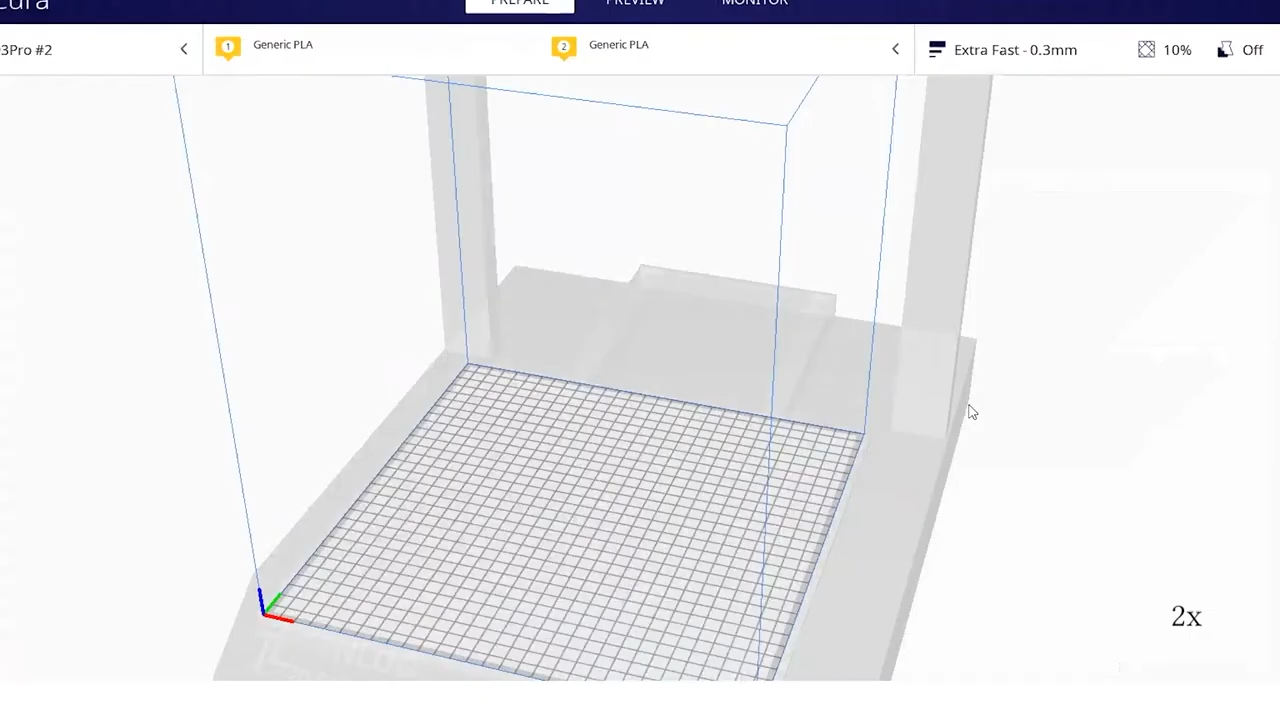 cura
PREPARE
PREVIEW
MONITOR
3Pro #2
1
Generic PLA
2
Generic PLA
Extra Fast - 0.3mm
10%
Off
2x